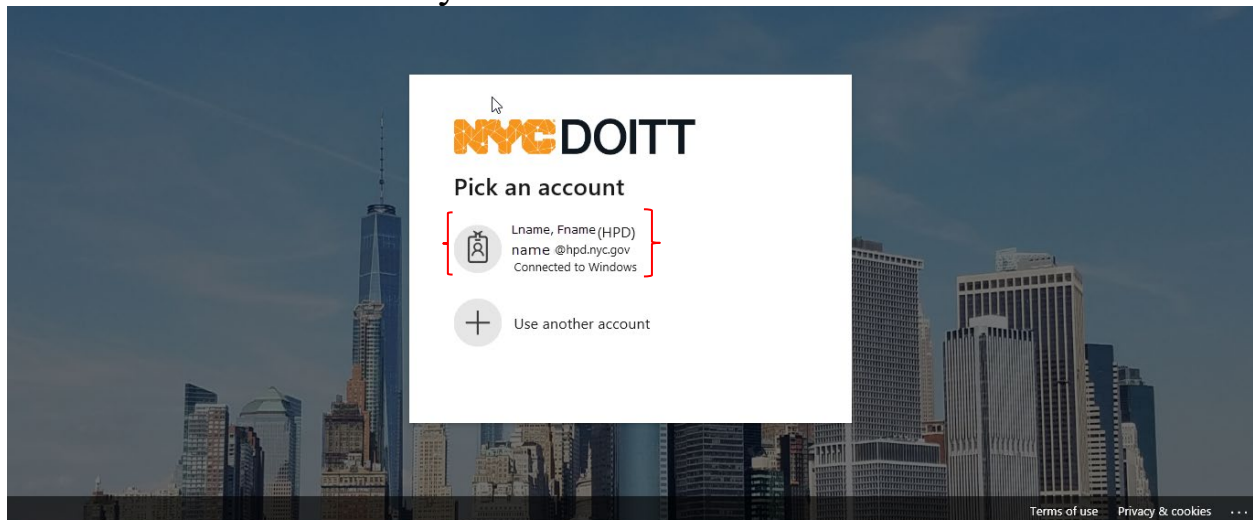 NYC DOITT
Pick an account
Lname, Fname (HPD)
name @hpd.nyc.gov
Connected to Windows
Use another account
Terms of use Privacy & cookies ...